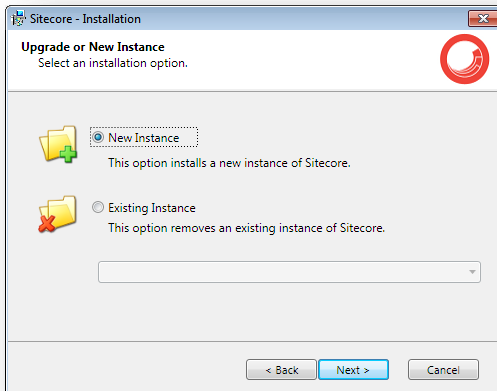 Sitecore - Installation
Upgrade or New Instance
Select an installation option.
New Instance
This option installs a new instance of Sitecore.
Existing Instance
This option removes an existing instance of Sitecore.
< Back Next > Cancel